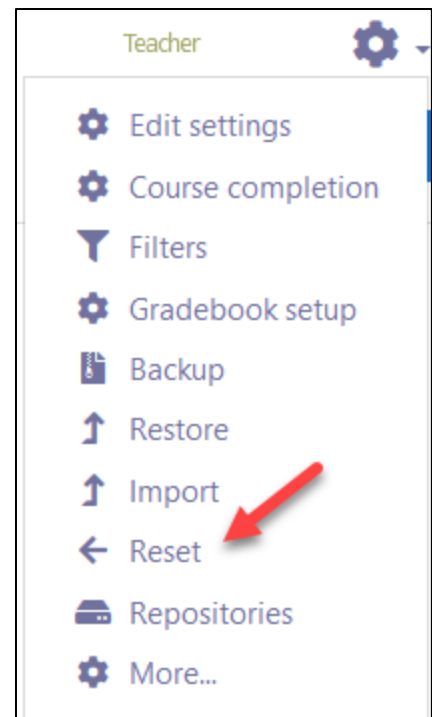 Teacher
Edit settings
Course completion
Filters
Gradebook setup
Backup
Restore
Import
Reset
Repositories
More...